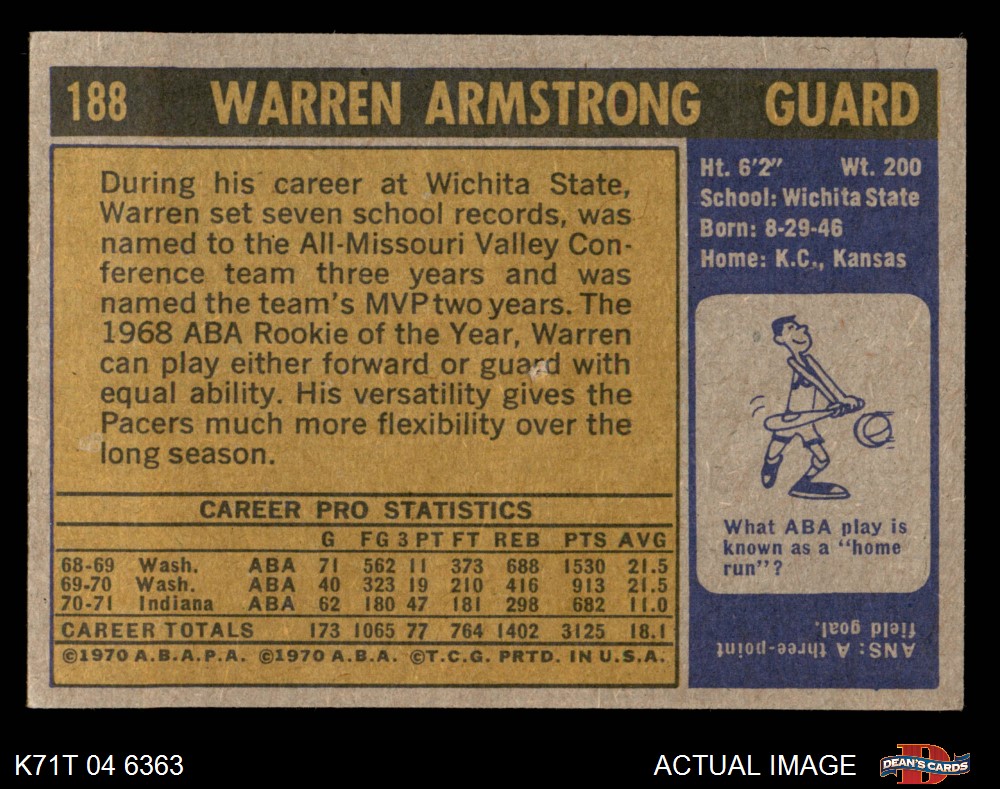 188 WARREN ARMSTRONG GUARD
During his career at Wichita State,
Warren set seven school records, was
named to the All-Missouri Valley Con-
ference team three years and was
named the team's MVP two years. The
1968 ABA Rookie of the Year, Warren
can play either forward or guard with
equal ability. His versatility gives the
Pacers much more flexibility over the
long season.
CAREER PRO STATISTICS
G FG 3 PT FT REB PTS AVG
68-69 Wash. ABA 71 562 11 373 688 1530 21.5
69-70 Wash. ABA 40 323 19 210 416 913 21.5
70-71 Indiana ABA 62 180 47 181 298 682 11.0
CAREER TOTALS 173 1065 77 764 1402 3125 18.1
©1970 A.B.A.P.A. ©1970 A.B.A. ©T.C.G. PRTD. IN U.S.A.
Ht. 6'2" Wt. 200
School: Wichita State
Born: 8-29-46
Home: K.C., Kansas
What ABA play is
known as a "home
run"?
ANS: A three-point
field goal.
K71T 04 6363
ACTUAL IMAGE
D
DEAN'S CARDS